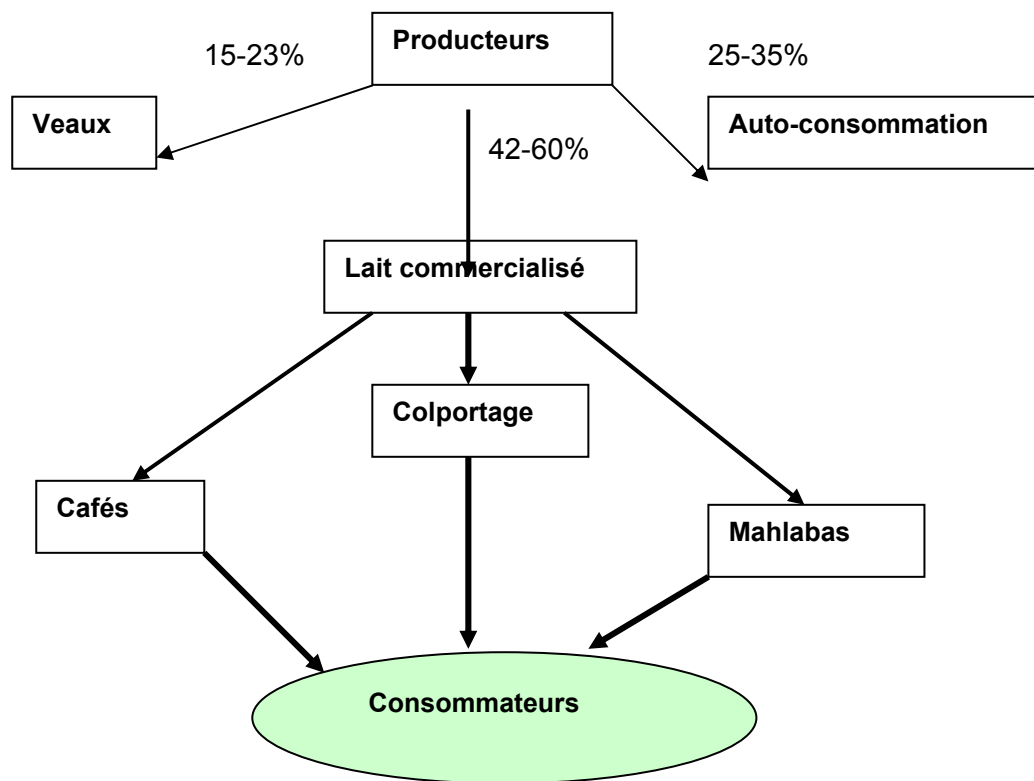 Producteurs
15-23%
25-35%
Veaux
Auto-consommation
42-60%
Lait commercialisé
Colportage
Cafés
Mahlabas
Consommateurs